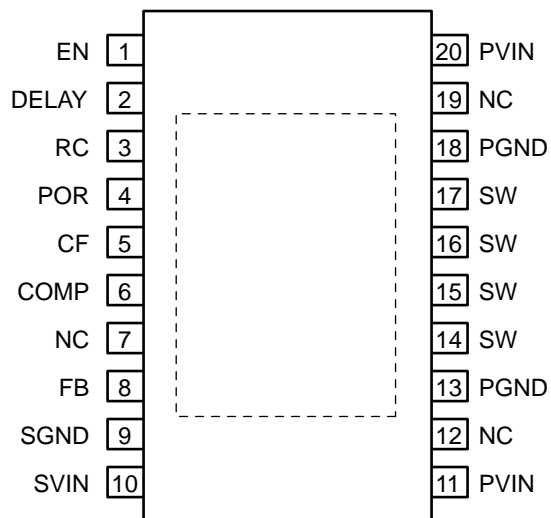 EN 1 20 PVIN
DELAY 2 19 NC
RC 3 18 PGND
POR 4 17 SW
CF 5 16 SW
COMP 6 15 SW
NC 7 14 SW
FB 8 13 PGND
SGND 9 12 NC
SVIN 10 11 PVIN